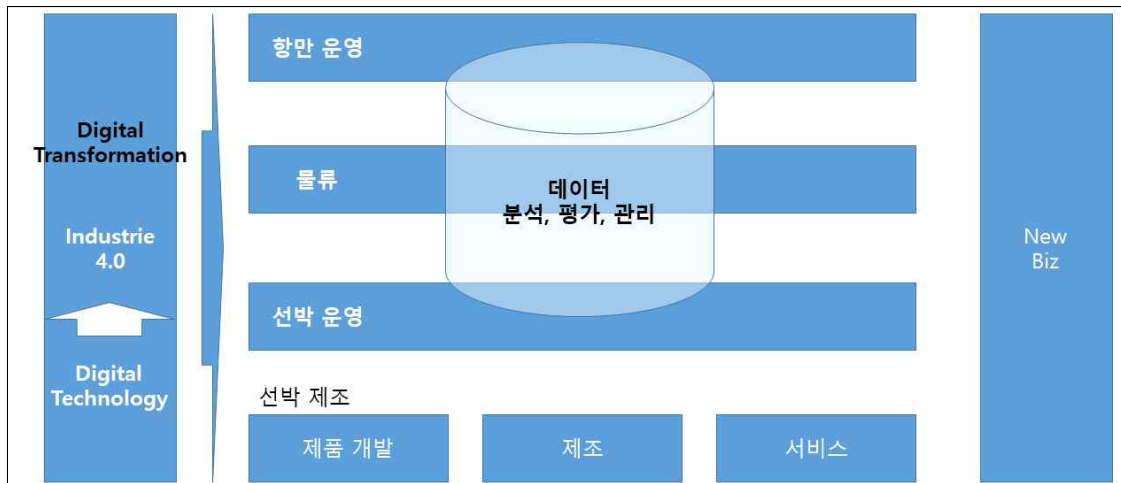 Digital
Transformation
Industrie
4.0
Digital
Technology
항만 운영
물류
데이터
분석, 평가, 관리
선박 운영
선박 제조
제품 개발
제조
서비스
New
Biz